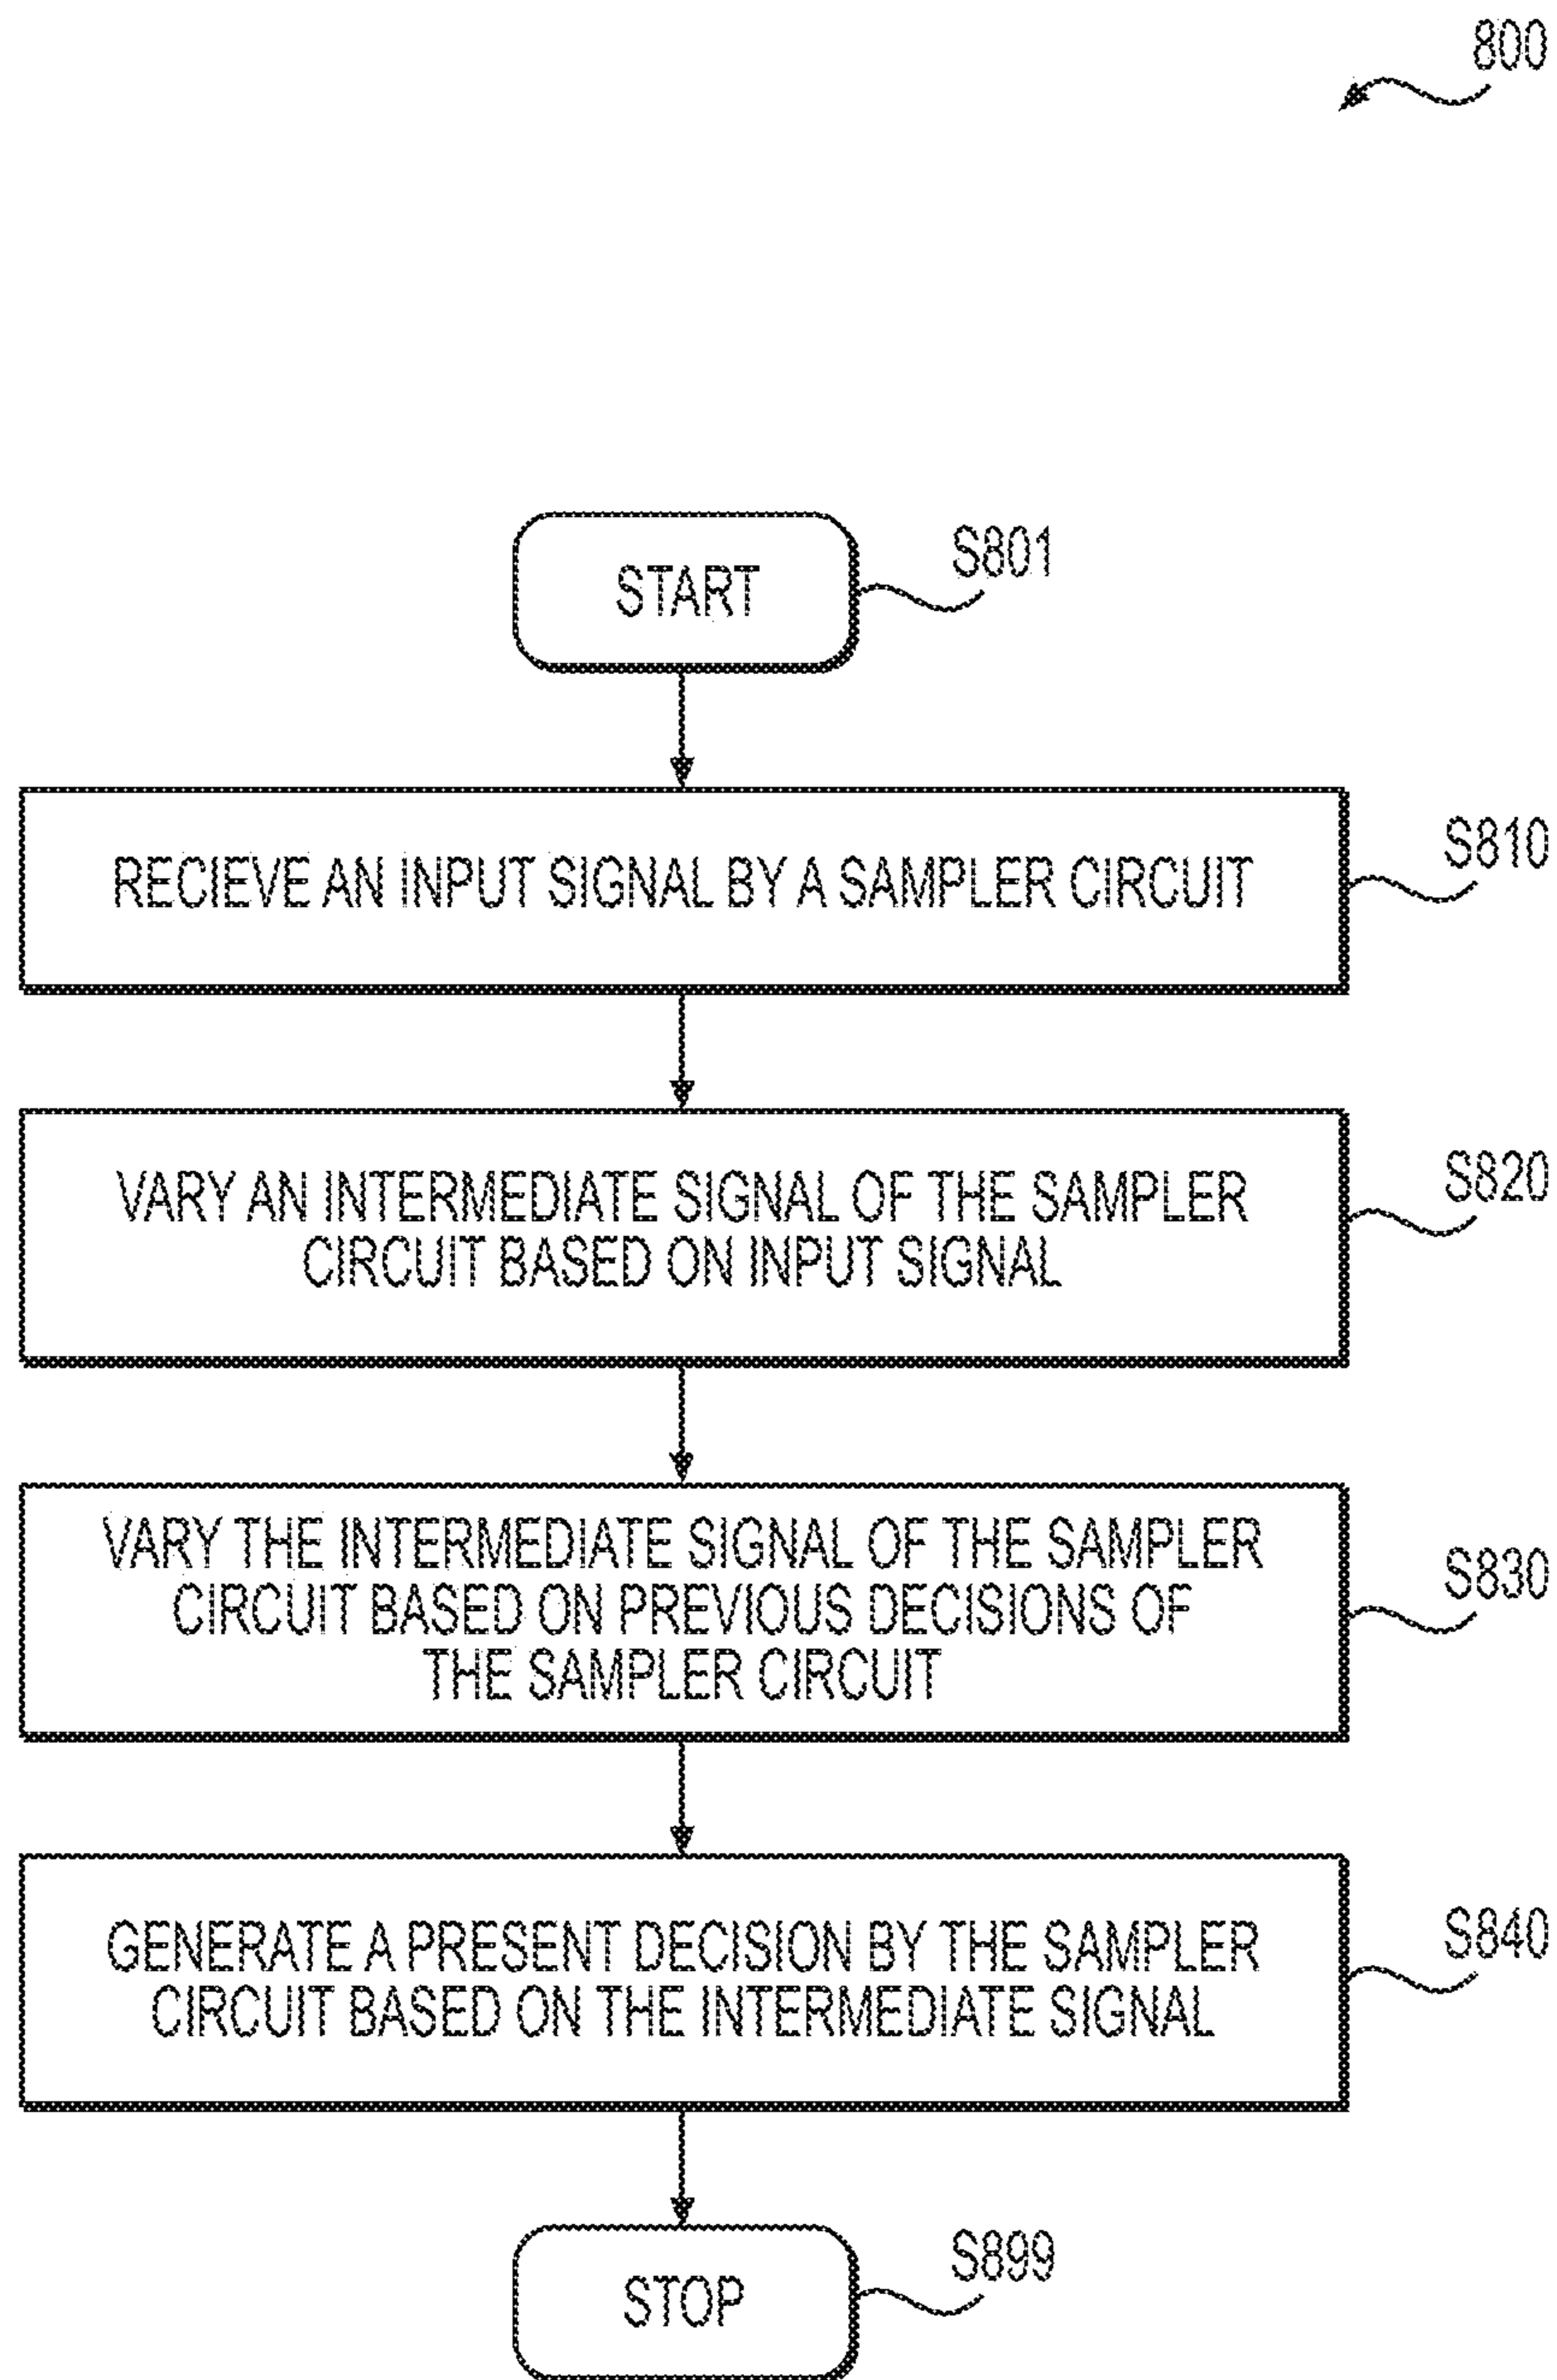 800
START
S801
RECIEVE AN INPUT SIGNAL BY A SAMPLER CIRCUIT
S810
VARY AN INTERMEDIATE SIGNAL OF THE SAMPLER
CIRCUIT BASED ON INPUT SIGNAL
S820
VARY THE INTERMEDIATE SIGNAL OF THE SAMPLER
CIRCUIT BASED ON PREVIOUS DECISIONS OF
THE SAMPLER CIRCUIT
S830
GENERATE A PRESENT DECISION BY THE SAMPLER
CIRCUIT BASED ON THE INTERMEDIATE SIGNAL
S840
STOP
S899